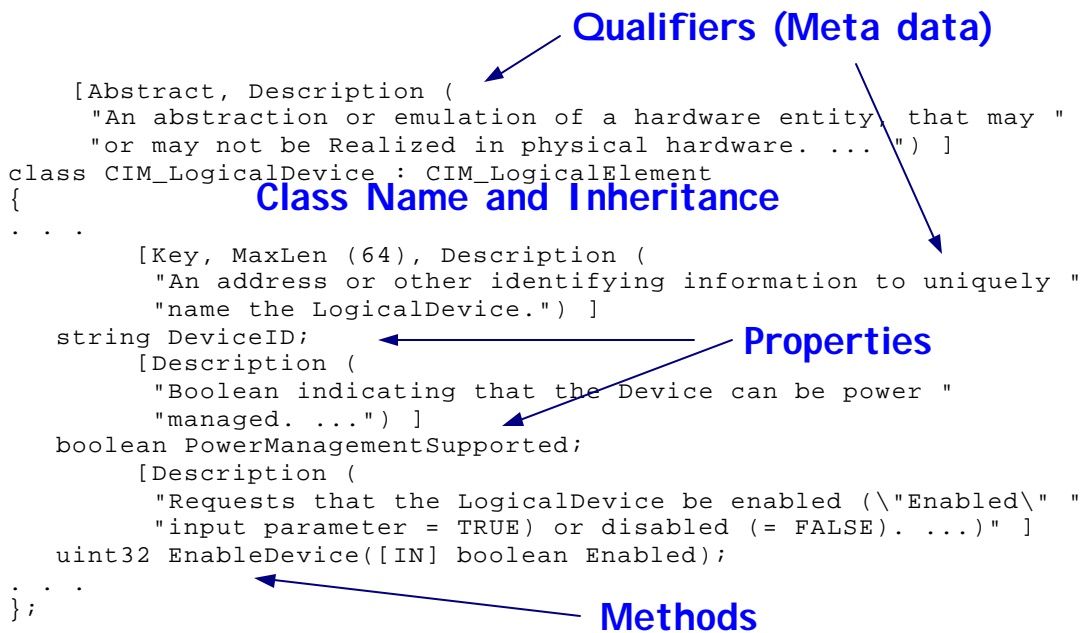 Qualifiers (Meta data)
[Abstract, Description (
"An abstraction or emulation of a hardware entity, that may "
"or may not be Realized in physical hardware. ... ") ]
class CIM_LogicalDevice : CIM_LogicalElement
{
Class Name and Inheritance
. . .
[Key, MaxLen (64), Description (
"An address or other identifying information to uniquely "
"name the LogicalDevice.") ]
string DeviceID;
Properties
[Description (
"Boolean indicating that the Device can be power "
"managed. ...") ]
boolean PowerManagementSupported;
[Description (
"Requests that the LogicalDevice be enabled (\"Enabled\" "
"input parameter = TRUE) or disabled (= FALSE). ...)" ]
uint32 EnableDevice([IN] boolean Enabled);
. . .
};
Methods